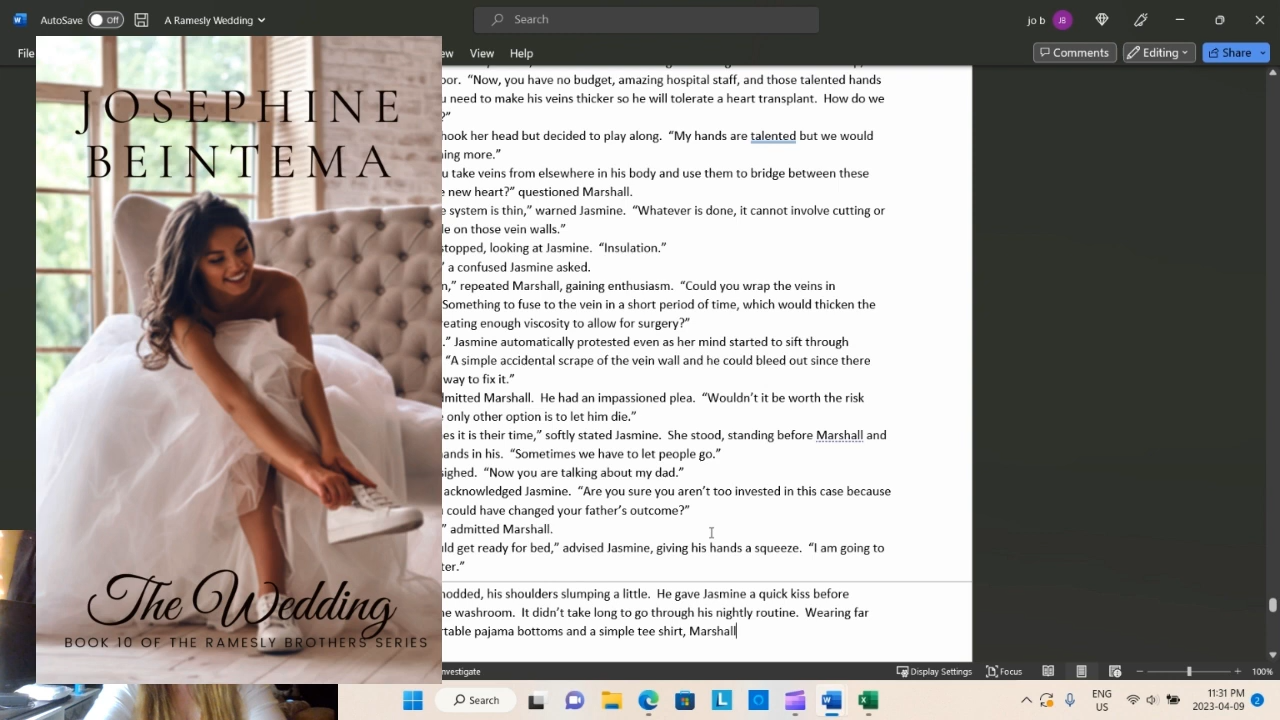 AutoSave
Off
Search
jo b
JB
JOSEPHINE
BEINTEMA
The Wedding
BOOK 10 OF THE RAMESLY BROTHERS SERIES
Help
Comments
Editing
Share
"Now, you have no budget, amazing hospital staff, and those talented hands
need to make his veins thicker so he will tolerate a heart transplant. How do we
?"
hook her head but decided to play along. "My hands are talented but we would
ing more."
u take veins from elsewhere in his body and use them to bridge between these
e new heart?" questioned Marshall.
e system is thin," warned Jasmine. "Whatever is done, it cannot involve cutting or
le on those vein walls."
stopped, looking at Jasmine. "Insulation."
" a confused Jasmine asked.
n," repeated Marshall, gaining enthusiasm. "Could you wrap the veins in
Something to fuse to the vein in a short period of time, which would thicken the
reating enough viscosity to allow for surgery?"
." Jasmine automatically protested even as her mind started to sift through
"A simple accidental scrape of the vein wall and he could bleed out since there
way to fix it."
dmitted Marshall. He had an impassioned plea. "Wouldn't it be worth the risk
e only other option is to let him die."
es it is their time," softly stated Jasmine. She stood, standing before Marshall and
ands in his. "Sometimes we have to let people go."
sighed. "Now you are talking about my dad."
acknowledged Jasmine. "Are you sure you aren't too invested in this case because
could have changed your father's outcome?"
" admitted Marshall.
ld get ready for bed," advised Jasmine, giving his hands a squeeze. "I am going to
ter."
nodded, his shoulders slumping a little. He gave Jasmine a quick kiss before
e washroom. It didn't take long to go through his nightly routine. Wearing far
table pajama bottoms and a simple tee shirt, Marshall
nvestigate
Display Settings
Focus
100%
Search
ENG
US
11:31 PM
2023-04-09
2